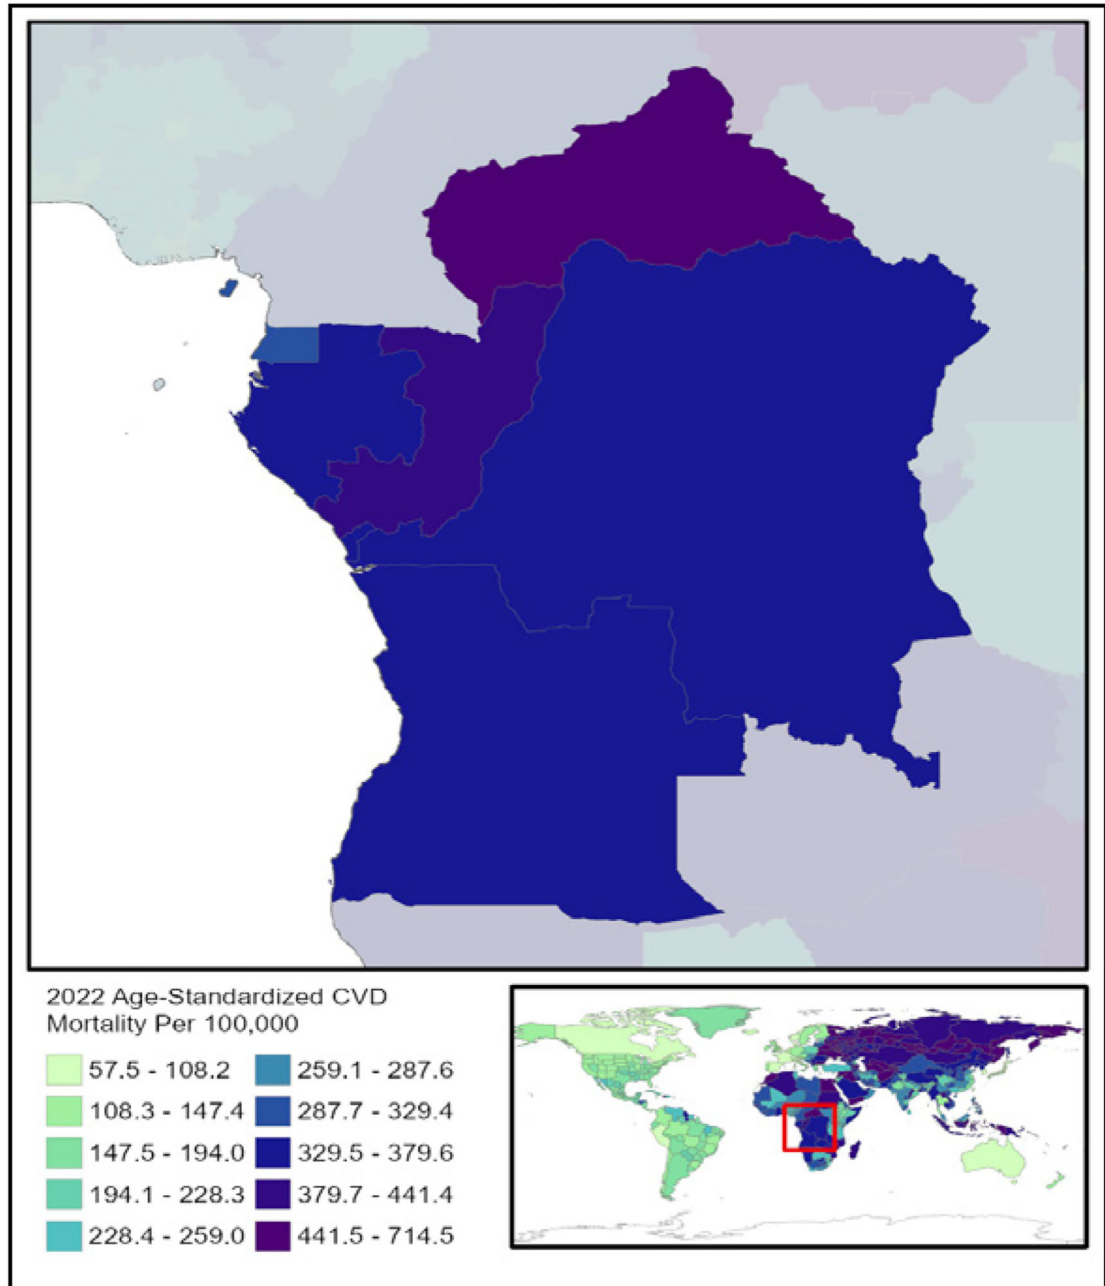 2022 Age-Standardized CVD
Mortality Per 100,000
57.5 - 108.2
108.3 - 147.4
147.5 - 194.0
194.1 - 228.3
228.4 - 259.0
259.1 - 287.6
287.7 - 329.4
329.5 - 379.6
379.7 - 441.4
441.5 - 714.5